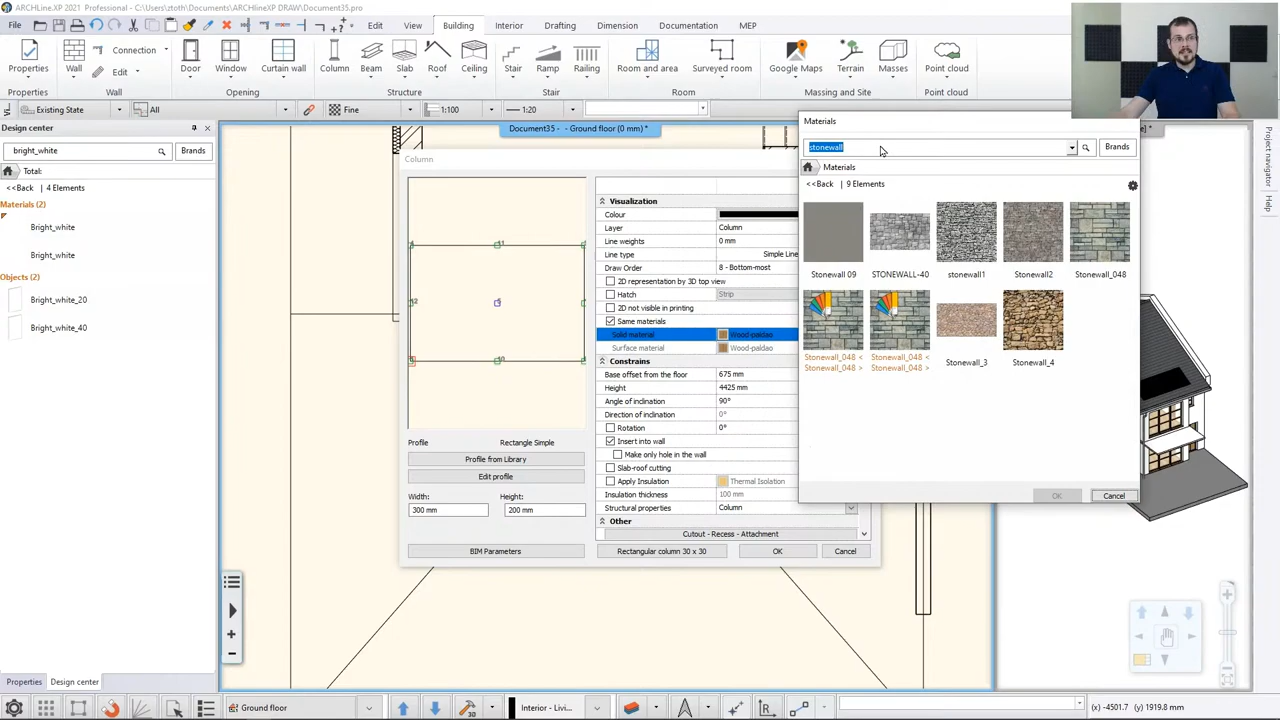 ARCHLine.XP 2021 Professional - C:\Users\ztoth\Documents\ARCHlineXP DRAW\Document35.pro
File
Edit
View
Building
Interior
Drafting
Dimension
Documentation
MEP
Properties
Wall
Connection
Edit
Door
Window
Curtain wall
Column
Beam
Slab
Roof
Ceiling
Stair
Ramp
Railing
Room and area
Surveyed room
Google Maps
Terrain
Masses
Point cloud
Properties
Wall
Opening
Structure
Stair
Room
Massing and Site
Point cloud
Existing State
All
Fine
1:100
1:20
Design center
bright_white
Brands
Total:
<<Back | 4 Elements
Materials (2)
Bright_white
Bright_white
Objects (2)
Bright_white_20
Bright_white_40
Properties
Design center
Document35 - - Ground floor (0 mm) *
Column
Profile
Rectangle Simple
Profile from Library
Edit profile
Width:
Height:
300 mm
200 mm
BIM Parameters
Visualization
Colour
Layer
Column
Line weights
0 mm
Line type
Simple Line
Draw Order
8 - Bottom-most
2D representation by 3D top view
Hatch
Strip
2D not visible in printing
Same materials
Solid material
Wood-paldao
Surface material
Wood-paldao
Constrains
Base offset from the floor
675 mm
Height
4425 mm
Angle of inclination
90°
Direction of inclination
0°
Rotation
0°
Insert into wall
Make only hole in the wall
Slab-roof cutting
Apply Insulation
Thermal Isolation
Insulation thickness
100 mm
Structural properties
Column
Other
Cutout - Recess - Attachment
Rectangular column 30 x 30
OK
Cancel
Materials
stonewall
Brands
Materials
<<Back | 9 Elements
Stonewall 09
STONEWALL-40
stonewall1
Stonewall2
Stonewall_048
Stonewall_048 <
Stonewall_048 >
Stonewall_048 <
Stonewall_048 >
Stonewall_3
Stonewall_4
OK
Cancel
Project navigator
Help
Ground floor
Interior - Livi...
X: -4501.7
Y: 1919.8 mm